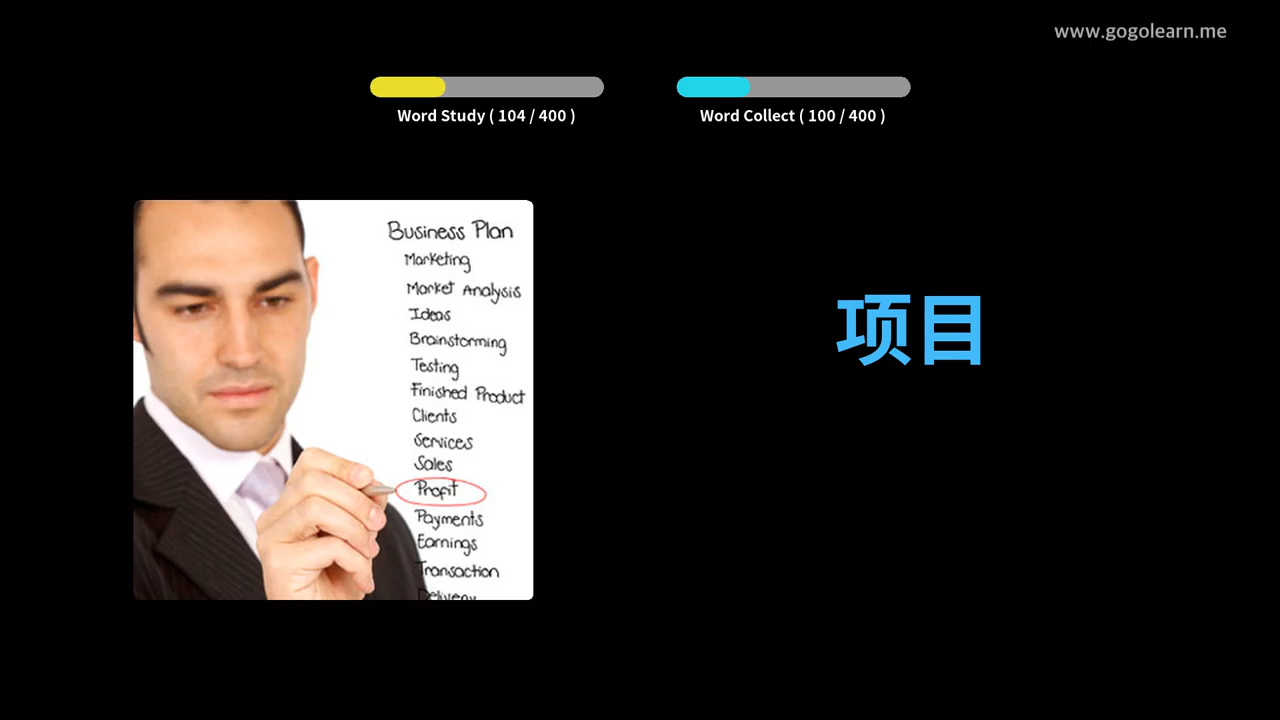 www.gogolearn.me
Word Study ( 104 / 400 )
Word Collect ( 100 / 400 )
Business Plan
Marketing
Market Analysis
Ideas
Brainstorming
Testing
Finished Product
Clients
Services
Sales
Profit
Payments
Earnings
Transaction
Delivery
项目